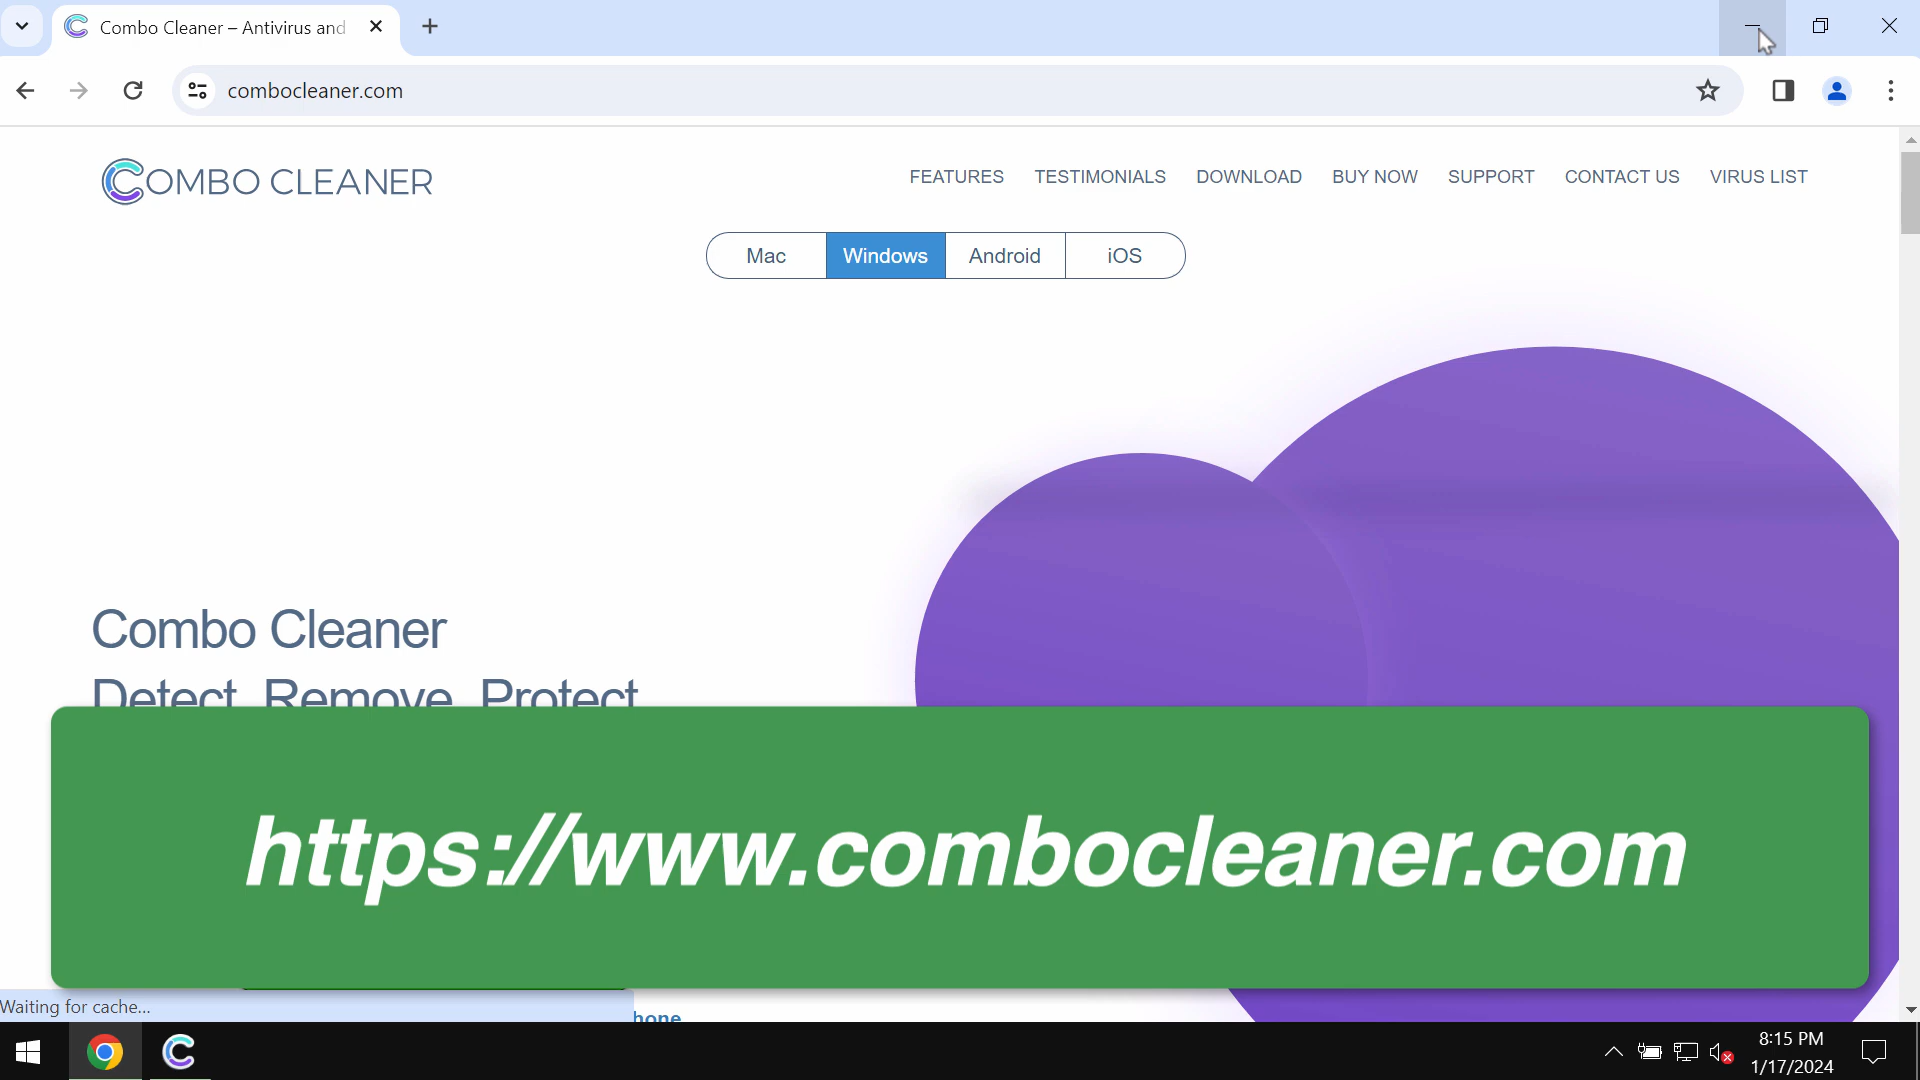 Combo Cleaner – Antivirus and
combocleaner.com
COMBO CLEANER
FEATURES TESTIMONIALS DOWNLOAD BUY NOW SUPPORT CONTACT US VIRUS LIST
Mac Windows Android iOS
Combo Cleaner
Detect. Remove. Protect.
https://www.combocleaner.com
Waiting for cache...
hone
8:15 PM
1/17/2024